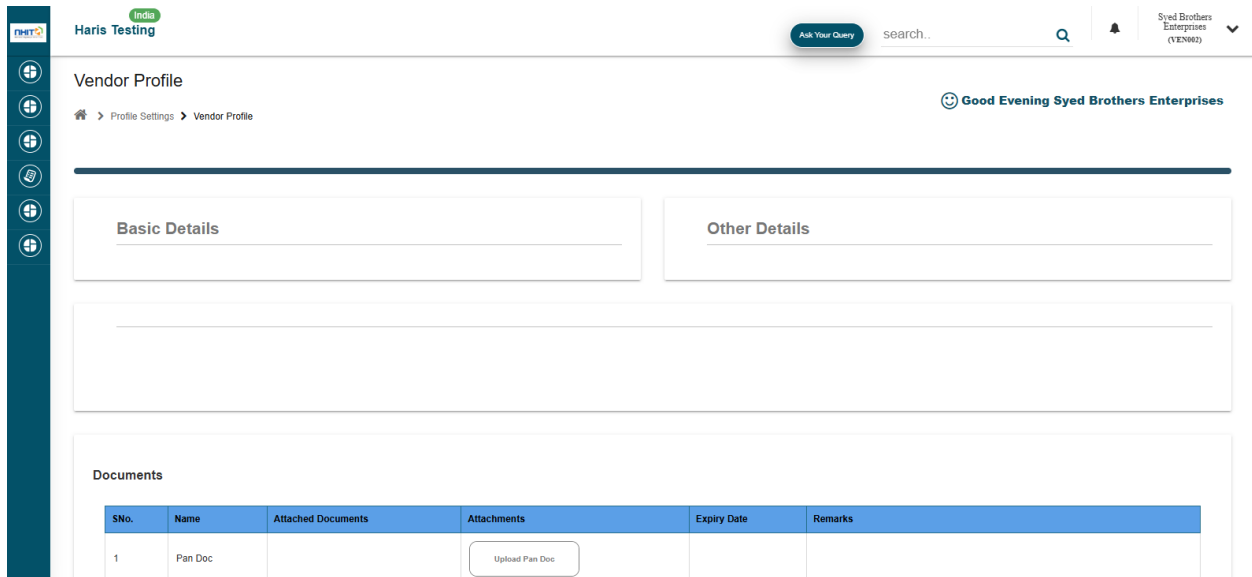 nHIT
India
Haris Testing
Ask Your Query
search..
Syed Brothers
Enterprises
(VEN002)
Vendor Profile
Good Evening Syed Brothers Enterprises
Profile Settings
Vendor Profile
Basic Details
Other Details
Documents
SNo. Name Attached Documents Attachments Expiry Date Remarks
1 Pan Doc Upload Pan Doc